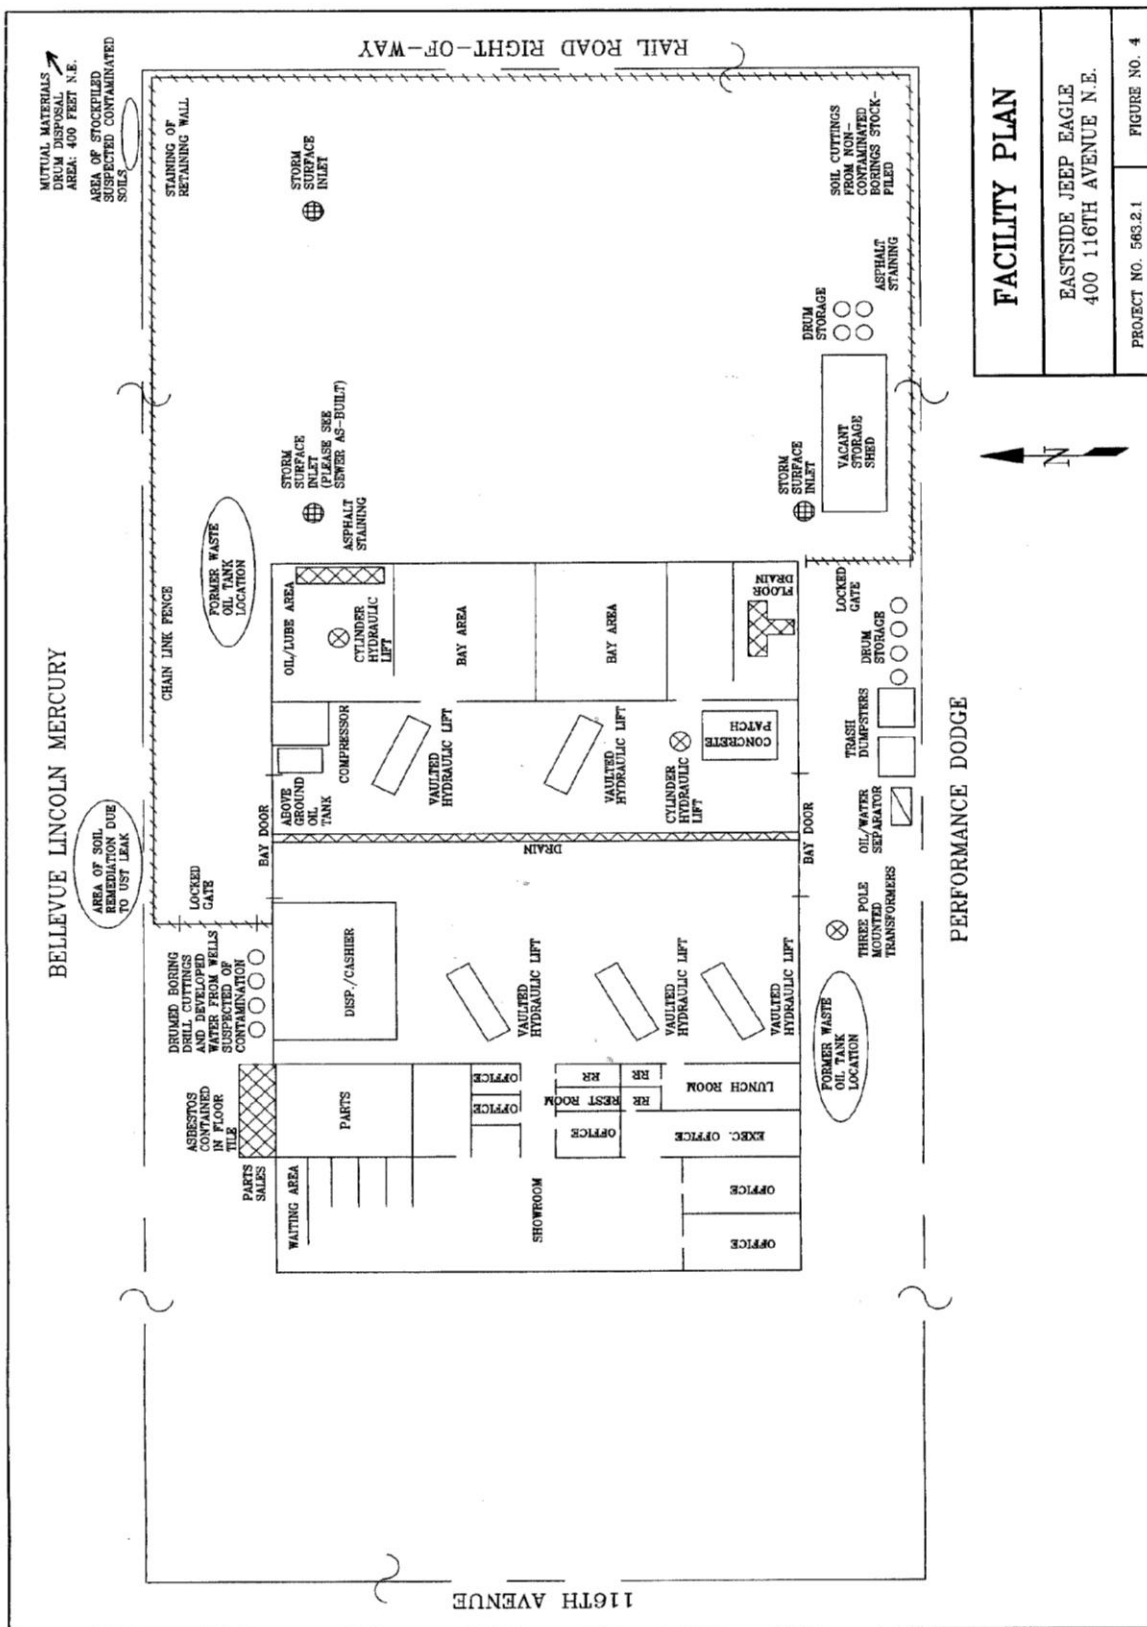 MUTUAL MATERIALS
DRUM DISPOSAL
AREA: 400 FEET N.E.
AREA OF STOCKPILED
SUSPECTED CONTAMINATED
SOILS
RAIL ROAD RIGHT-OF-WAY
STAINING OF
RETAINING WALL
STORM
SURFACE
INLET
SOIL CUTTINGS
FROM NON-
CONTAMINATED
BORINGS STOCK-
PILED
DRUM
STORAGE
ASPHALT
STAINING
STORM
SURFACE
INLET
(PLEASE SEE
SEWER AS-BUILT)
ASPHALT
STAINING
STORM
SURFACE
INLET
VACANT
STORAGE
SHED
FORMER WASTE
OIL TANK
LOCATION
CHAIN LINK FENCE
BELLEVUE LINCOLN MERCURY
AREA OF SOIL
REMEDIATION DUE
TO UST LEAK
LOCKED
GATE
OIL/LUBE AREA
CYLINDER
HYDRAULIC
LIFT
BAY AREA
BAY AREA
FLOOR
DRAIN
LOCKED
GATE
DRUM
STORAGE
TRASH
DUMPSTERS
OIL/WATER
SEPARATOR
THREE POLE
MOUNTED
TRANSFORMERS
PERFORMANCE DODGE
COMPRESSOR
ABOVE
GROUND
OIL
TANK
BAY DOOR
VAULTED
HYDRAULIC LIFT
VAULTED
HYDRAULIC LIFT
CYLINDER
HYDRAULIC
LIFT
CONCRETE
PATCH
DRAIN
BAY DOOR
DRUMED BORING
DRILL CUTTINGS
AND DEVELOPED
WATER FROM WELLS
SUSPECTED OF
CONTAMINATION
DISP./CASHIER
VAULTED
HYDRAULIC LIFT
VAULTED
HYDRAULIC LIFT
VAULTED
HYDRAULIC LIFT
FORMER WASTE
OIL TANK
LOCATION
ASBESTOS
CONTAINED
IN FLOOR
TILE
PARTS
SALES
PARTS
OFFICE
OFFICE
RR
RR
REST ROOM
RR
OFFICE
LUNCH ROOM
EXEC. OFFICE
WAITING AREA
SHOWROOM
OFFICE
OFFICE
116TH AVENUE
N
FACILITY PLAN
EASTSIDE JEEP EAGLE
400 116TH AVENUE N.E.
PROJECT NO. 563.2.1
FIGURE NO. 4